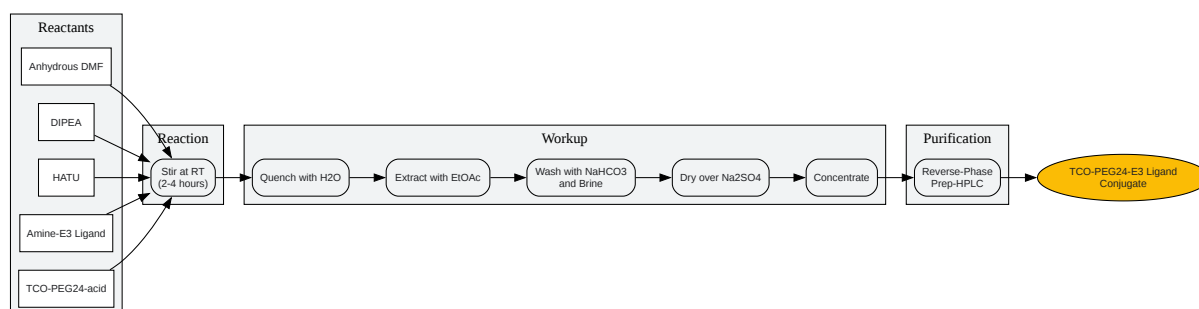 Reactants
Anhydrous DMF
DIPEA
HATU
Amine-E3 Ligand
TCO-PEG24-acid
Reaction
Stir at RT
(2-4 hours)
Workup
Quench with H2O
Extract with EtOAc
Wash with NaHCO3
and Brine
Dry over Na2SO4
Concentrate
Purification
Reverse-Phase
Prep-HPLC
TCO-PEG24-E3 Ligand
Conjugate